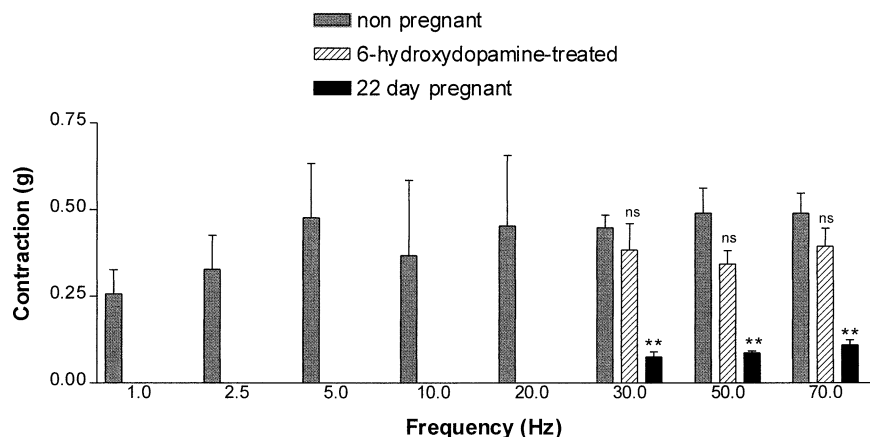 non pregnant
6-hydroxydopamine-treated
22 day pregnant
0.75
0.50
0.25
0.00
Contraction (g)
ns
ns
ns
**
**
**
1.0 2.5 5.0 10.0 20.0 30.0 50.0 70.0
Frequency (Hz)